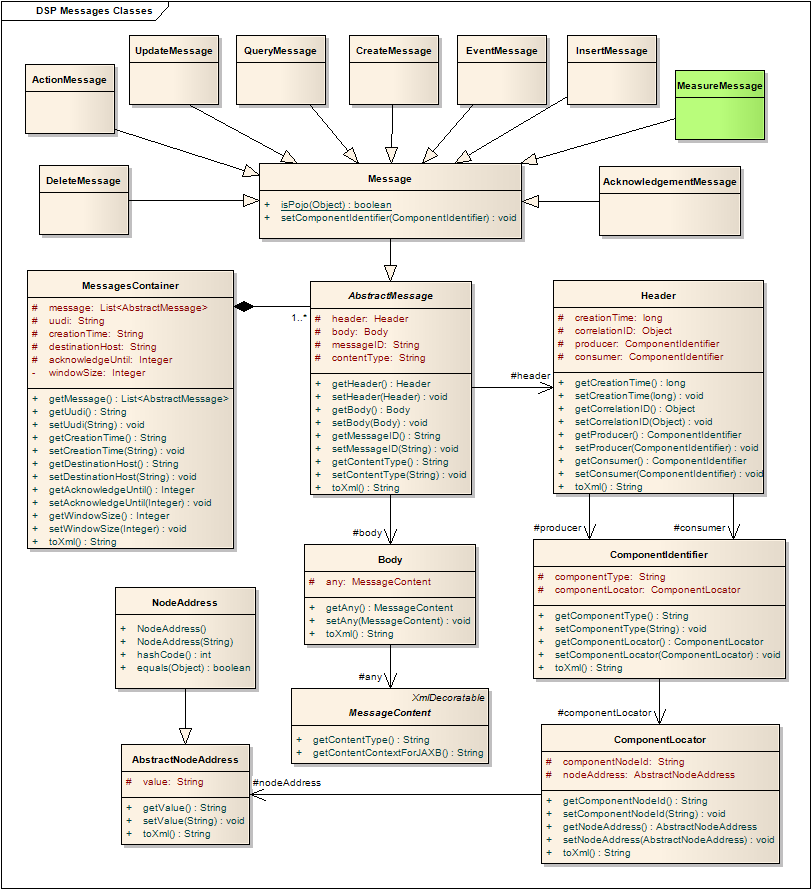 DSP Messages Classes
UpdateMessage
QueryMessage
CreateMessage
EventMessage
InsertMessage
ActionMessage
MeasureMessage
DeleteMessage
Message
+ isPojo(Object) : boolean
+ setComponentIdentifier(ComponentIdentifier) : void
AcknowledgementMessage
MessagesContainer
# message: List<AbstractMessage>
# uudi: String
# creationTime: String
# destinationHost: String
# acknowledgeUntil: Integer
- windowSize: Integer
+ getMessage() : List<AbstractMessage>
+ getUudi() : String
+ setUudi(String) : void
+ getCreationTime() : String
+ setCreationTime(String) : void
+ getDestinationHost() : String
+ setDestinationHost(String) : void
+ getAcknowledgeUntil() : Integer
+ setAcknowledgeUntil(Integer) : void
+ getWindowSize() : Integer
+ setWindowSize(Integer) : void
+ toXml() : String
1..*
AbstractMessage
# header: Header
# body: Body
# messageID: String
# contentType: String
+ getHeader() : Header
+ setHeader(Header) : void
+ getBody() : Body
+ setBody(Body) : void
+ getMessageID() : String
+ setMessageID(String) : void
+ getContentType() : String
+ setContentType(String) : void
+ toXml() : String
#header
Header
# creationTime: long
# correlationID: Object
# producer: ComponentIdentifier
# consumer: ComponentIdentifier
+ getCreationTime() : long
+ setCreationTime(long) : void
+ getCorrelationID() : Object
+ setCorrelationID(Object) : void
+ getProducer() : ComponentIdentifier
+ setProducer(ComponentIdentifier) : void
+ getConsumer() : ComponentIdentifier
+ setConsumer(ComponentIdentifier) : void
+ toXml() : String
#body
#producer
#consumer
Body
# any: MessageContent
+ getAny() : MessageContent
+ setAny(MessageContent) : void
+ toXml() : String
ComponentIdentifier
# componentType: String
# componentLocator: ComponentLocator
+ getComponentType() : String
+ setComponentType(String) : void
+ getComponentLocator() : ComponentLocator
+ setComponentLocator(ComponentLocator) : void
+ toXml() : String
NodeAddress
+ NodeAddress()
+ NodeAddress(String)
+ hashCode() : int
+ equals(Object) : boolean
#any
XmlDecoratable
MessageContent
+ getContentType() : String
+ getContentContextForJAXB() : String
#componentLocator
AbstractNodeAddress
# value: String
+ getValue() : String
+ setValue(String) : void
+ toXml() : String
#nodeAddress
ComponentLocator
# componentNodeId: String
# nodeAddress: AbstractNodeAddress
+ getComponentNodeId() : String
+ setComponentNodeId(String) : void
+ getNodeAddress() : AbstractNodeAddress
+ setNodeAddress(AbstractNodeAddress) : void
+ toXml() : String